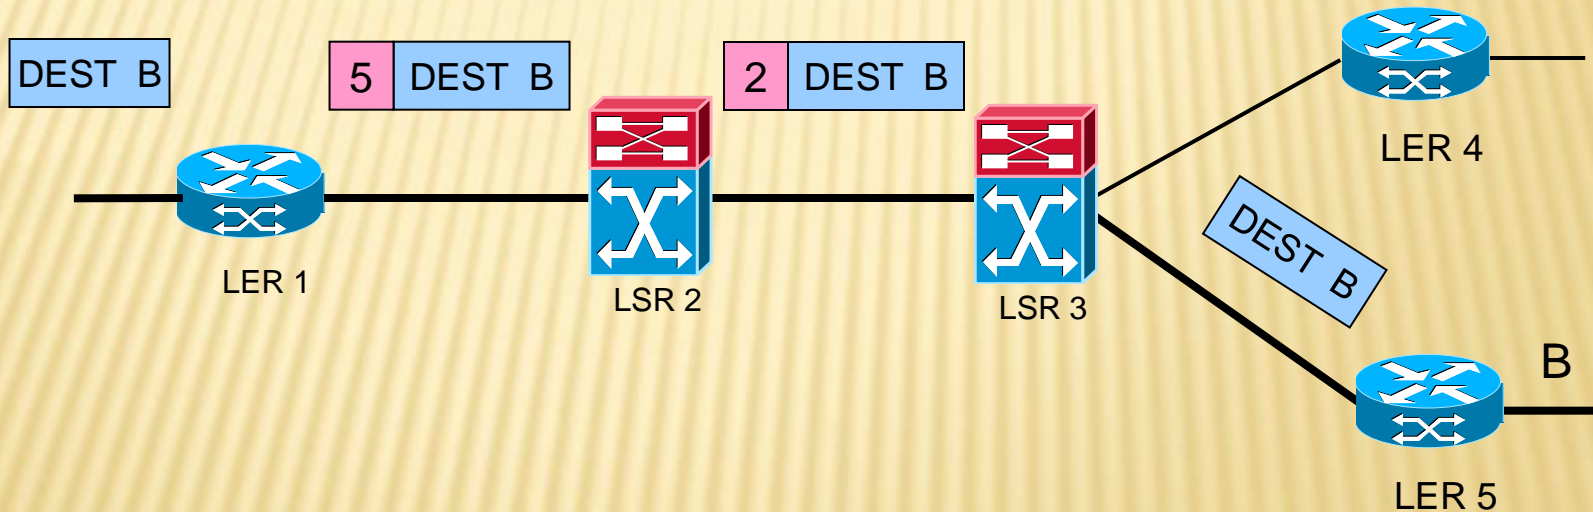 DEST B
5 DEST B
2 DEST B
LER 4
LER 1
LSR 2
LSR 3
DEST B
B
LER 5